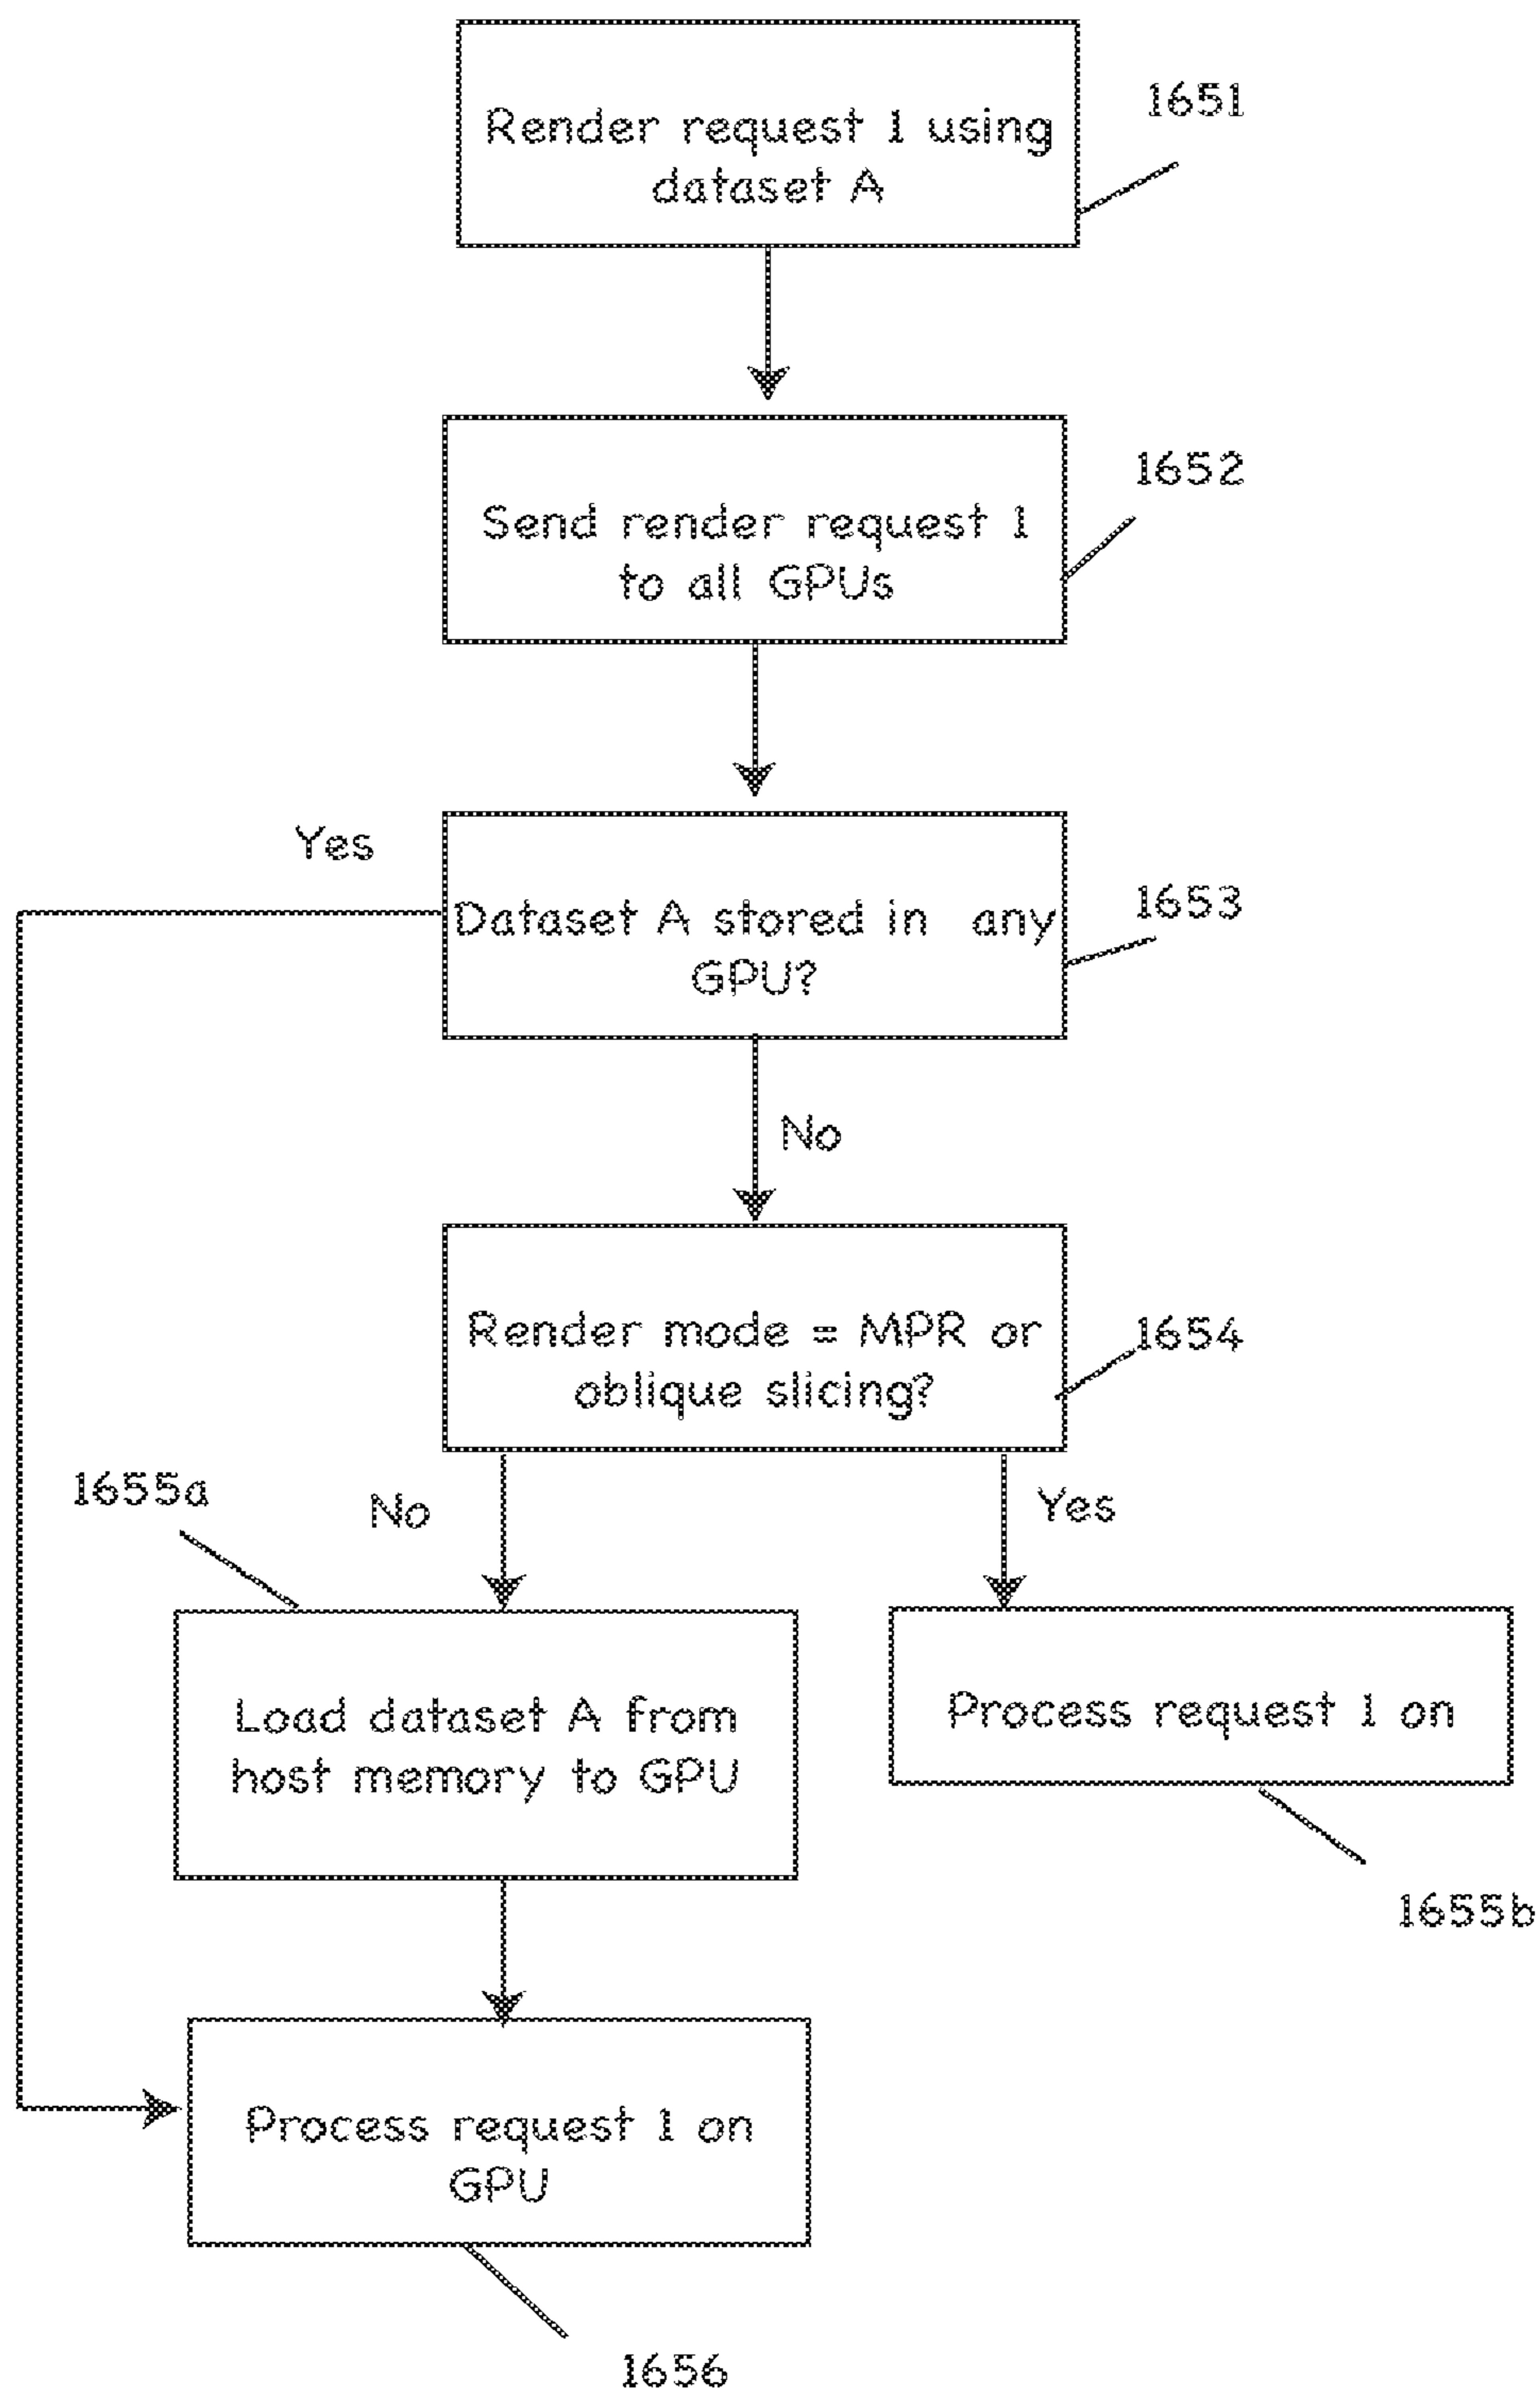 Render request 1 using
dataset A
1651
Send render request 1
to all GPUs
1652
Yes
Dataset A stored in any
GPU?
1653
No
Render mode = MPR or
oblique slicing?
1654
1655a
No
Yes
Load dataset A from
host memory to GPU
Process request 1 on
1655b
Process request 1 on
GPU
1656